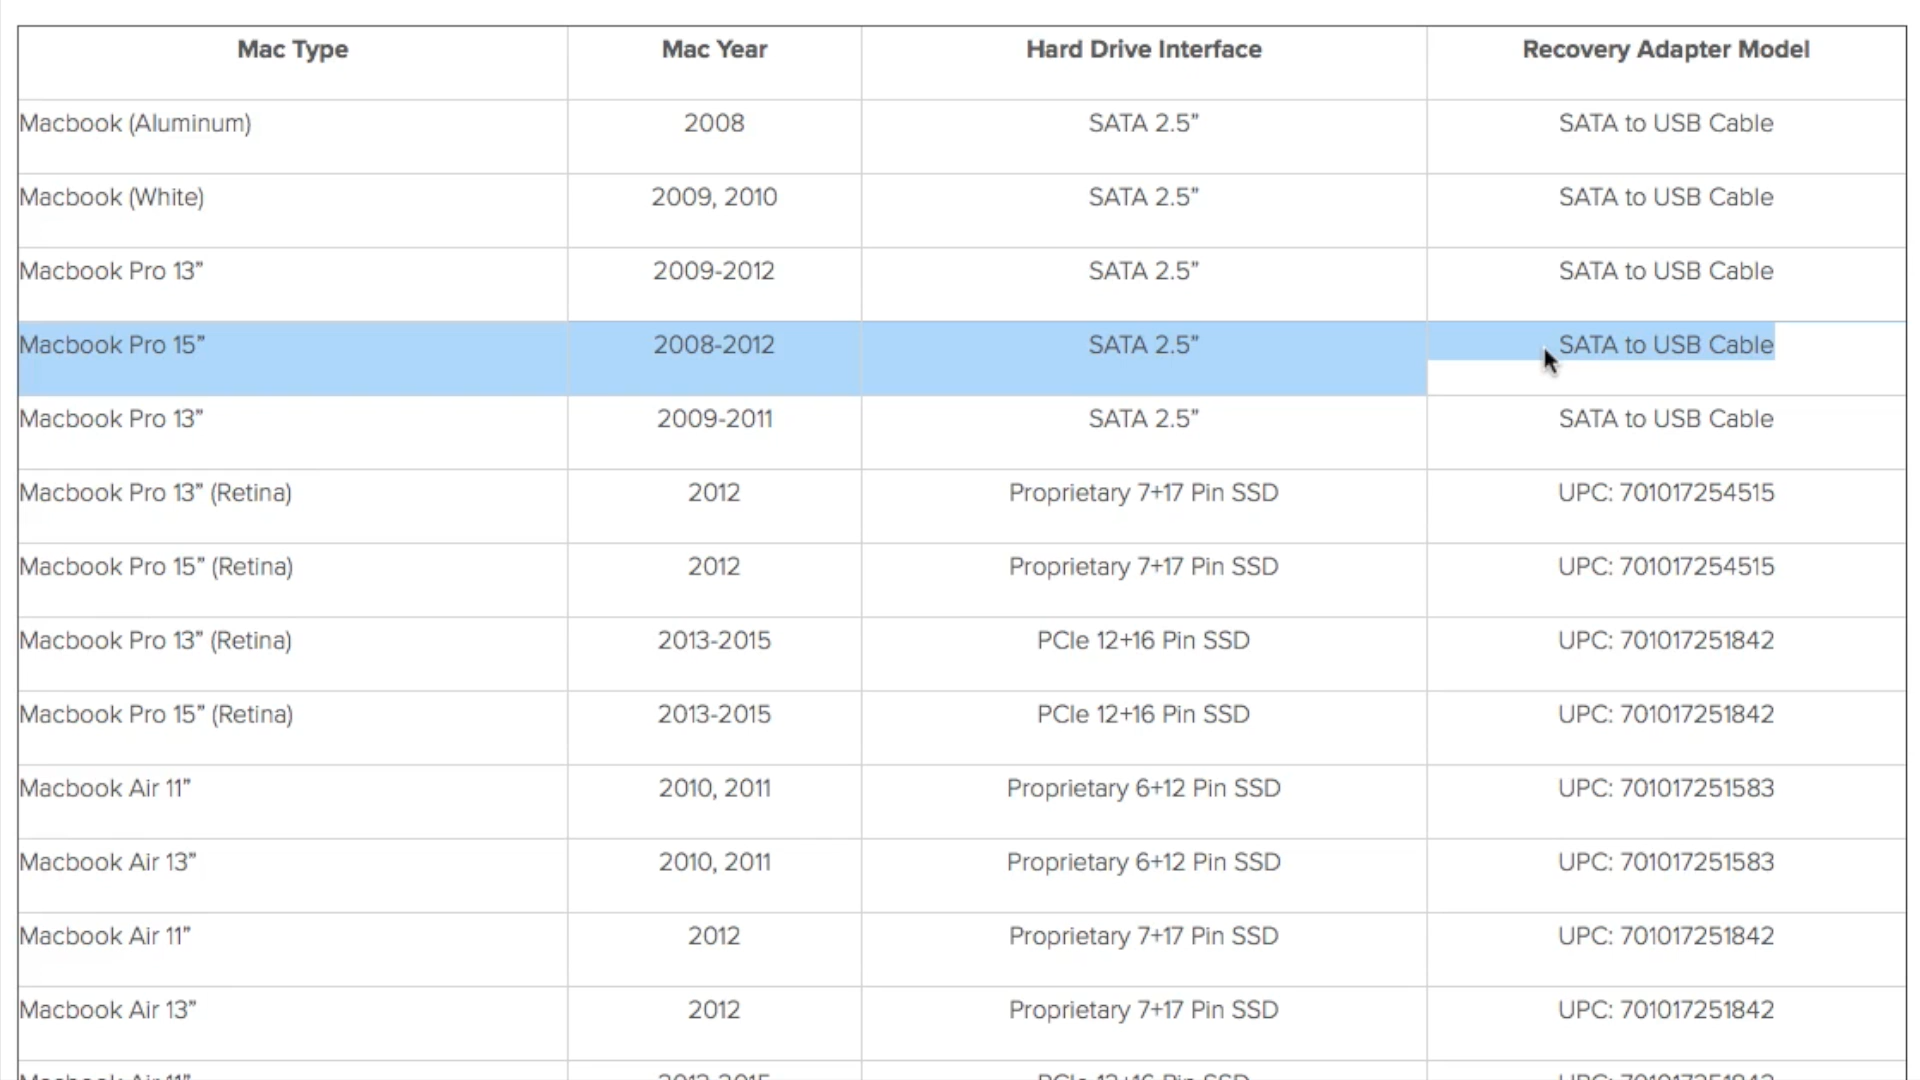 Mac Type Mac Year Hard Drive Interface Recovery Adapter Model
Macbook (Aluminum) 2008 SATA 2.5” SATA to USB Cable
Macbook (White) 2009, 2010 SATA 2.5” SATA to USB Cable
Macbook Pro 13” 2009-2012 SATA 2.5” SATA to USB Cable
Macbook Pro 15” 2008-2012 SATA 2.5” SATA to USB Cable
Macbook Pro 13” 2009-2011 SATA 2.5” SATA to USB Cable
Macbook Pro 13” (Retina) 2012 Proprietary 7+17 Pin SSD UPC: 701017254515
Macbook Pro 15” (Retina) 2012 Proprietary 7+17 Pin SSD UPC: 701017254515
Macbook Pro 13” (Retina) 2013-2015 PCIe 12+16 Pin SSD UPC: 701017251842
Macbook Pro 15” (Retina) 2013-2015 PCIe 12+16 Pin SSD UPC: 701017251842
Macbook Air 11” 2010, 2011 Proprietary 6+12 Pin SSD UPC: 701017251583
Macbook Air 13” 2010, 2011 Proprietary 6+12 Pin SSD UPC: 701017251583
Macbook Air 11” 2012 Proprietary 7+17 Pin SSD UPC: 701017251842
Macbook Air 13” 2012 Proprietary 7+17 Pin SSD UPC: 701017251842